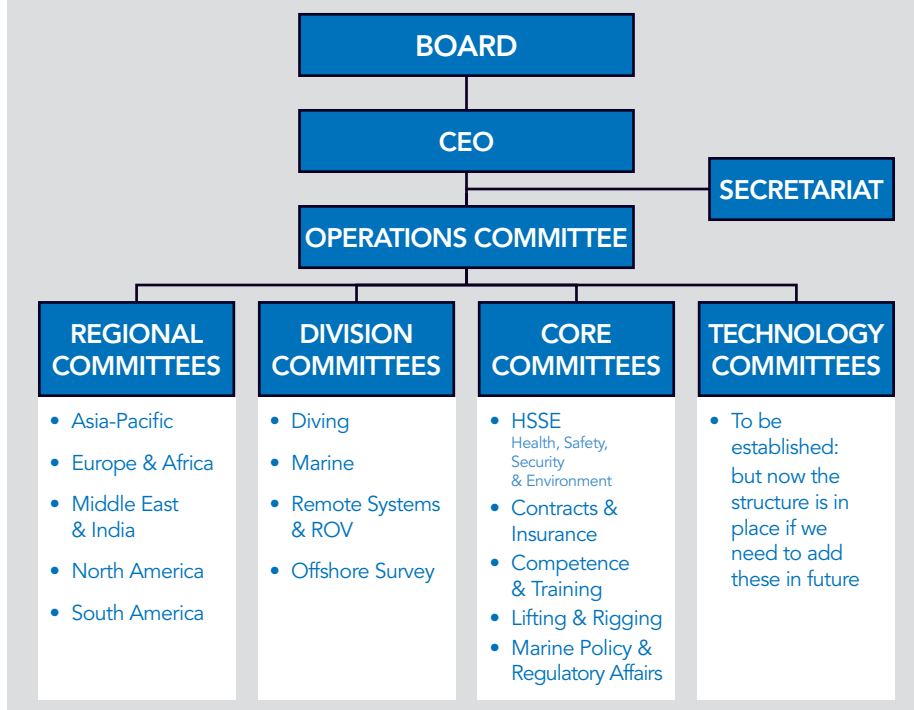 BOARD
CEO
SECRETARIAT
OPERATIONS COMMITTEE
REGIONAL
COMMITTEES
• Asia-Pacific
• Europe & Africa
• Middle East
& India
• North America
• South America
DIVISION
COMMITTEES
• Diving
• Marine
• Remote Systems
& ROV
• Offshore Survey
CORE
COMMITTEES
• HSSE
Health, Safety,
Security
& Environment
• Contracts &
Insurance
• Competence
& Training
• Lifting & Rigging
• Marine Policy &
Regulatory Affairs
TECHNOLOGY
COMMITTEES
• To be
established:
but now the
structure is in
place if we
need to add
these in future